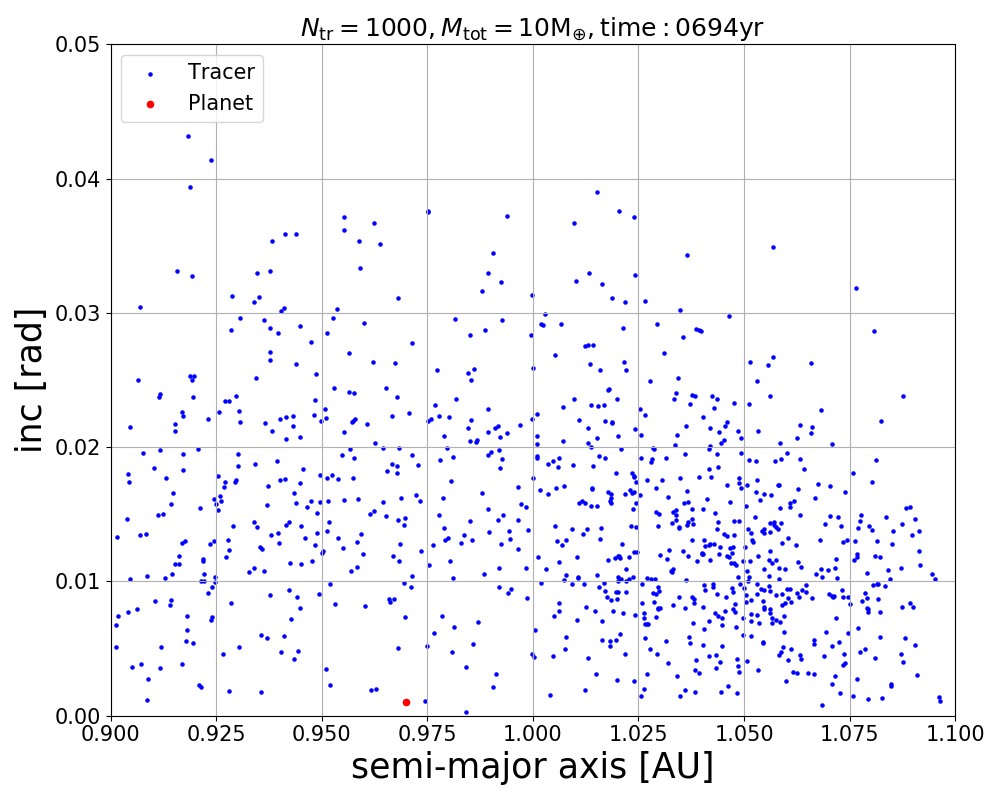 N_tr = 1000, M_tot = 10M_⊕, time : 0694yr
Tracer
Planet
0.05
0.04
0.03
0.02
0.01
0.00
inc [rad]
0.900 0.925 0.950 0.975 1.000 1.025 1.050 1.075 1.100
semi-major axis [AU]